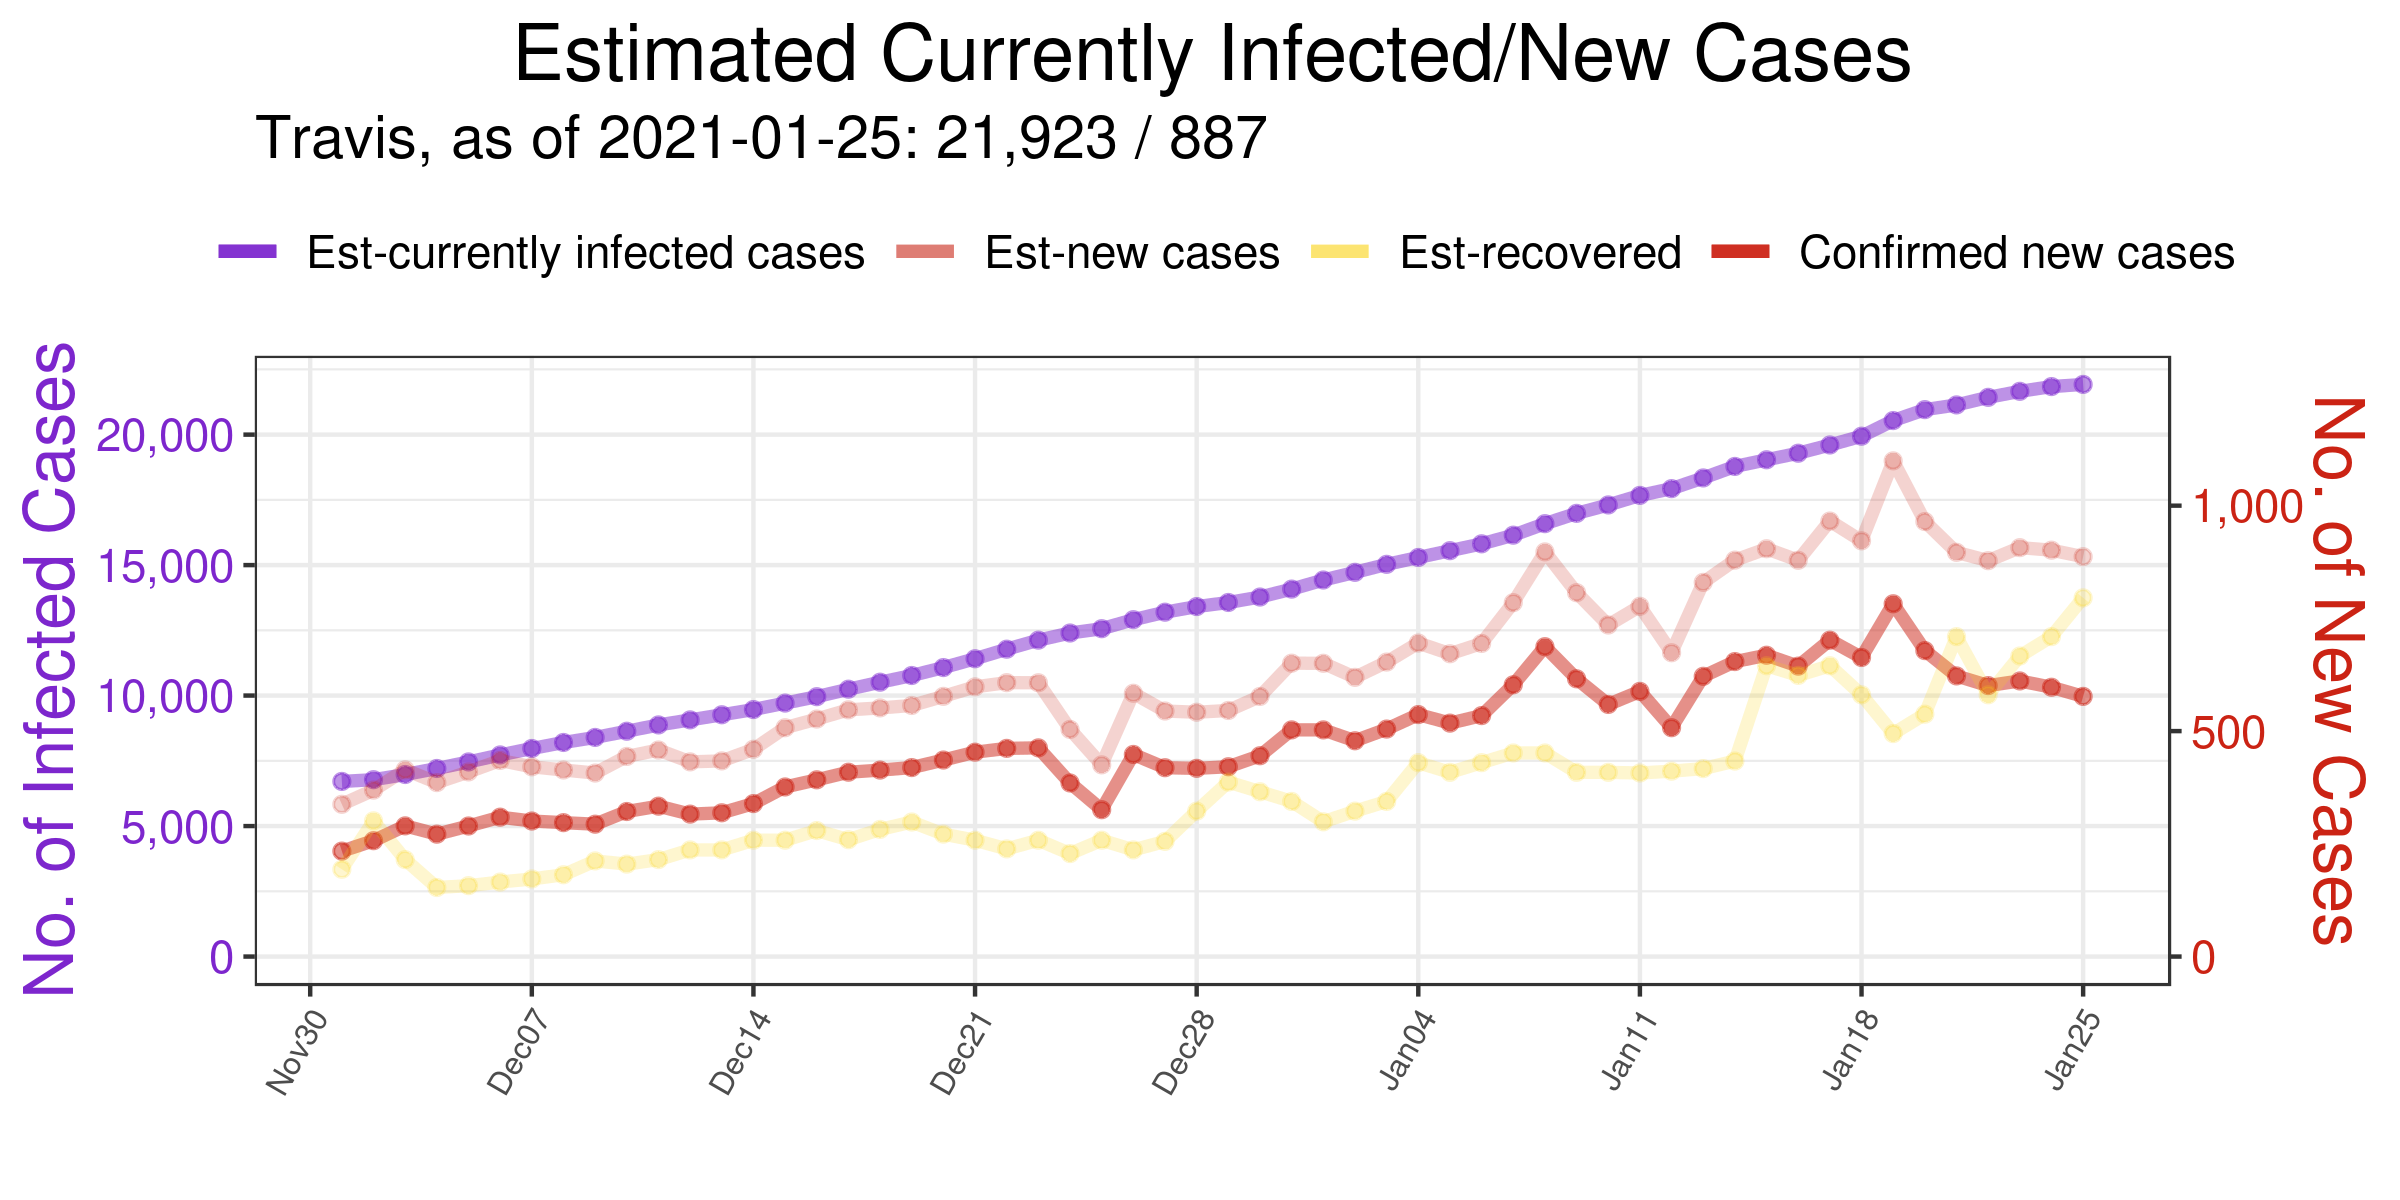 Estimated Currently Infected/New Cases
Travis, as of 2021-01-25: 21,923 / 887
Est-currently infected cases
Est-new cases
Est-recovered
Confirmed new cases
No. of Infected Cases
20,000
15,000
10,000
5,000
0
1,000
500
0
No. of New Cases
Nov30
Dec07
Dec14
Dec21
Dec28
Jan04
Jan11
Jan18
Jan25